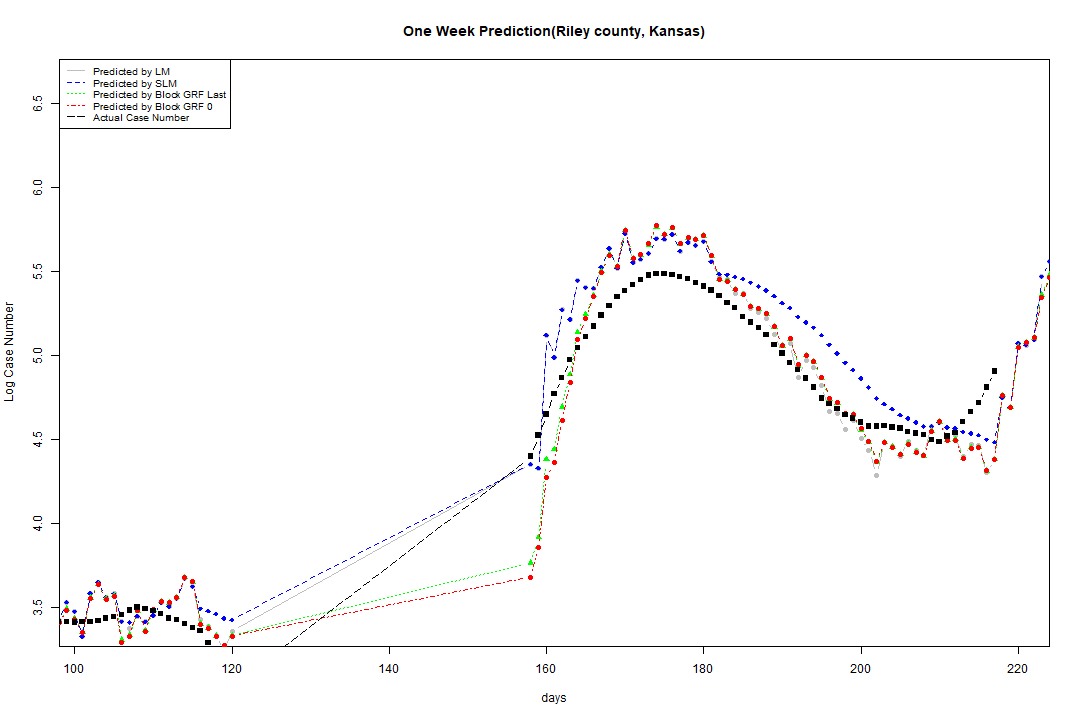 One Week Prediction(Riley county, Kansas)
Predicted by LM
Predicted by SLM
Predicted by Block GRF Last
Predicted by Block GRF 0
Actual Case Number
6.5
6.0
5.5
5.0
4.5
4.0
3.5
Log Case Number
100 120 140 160 180 200 220
days